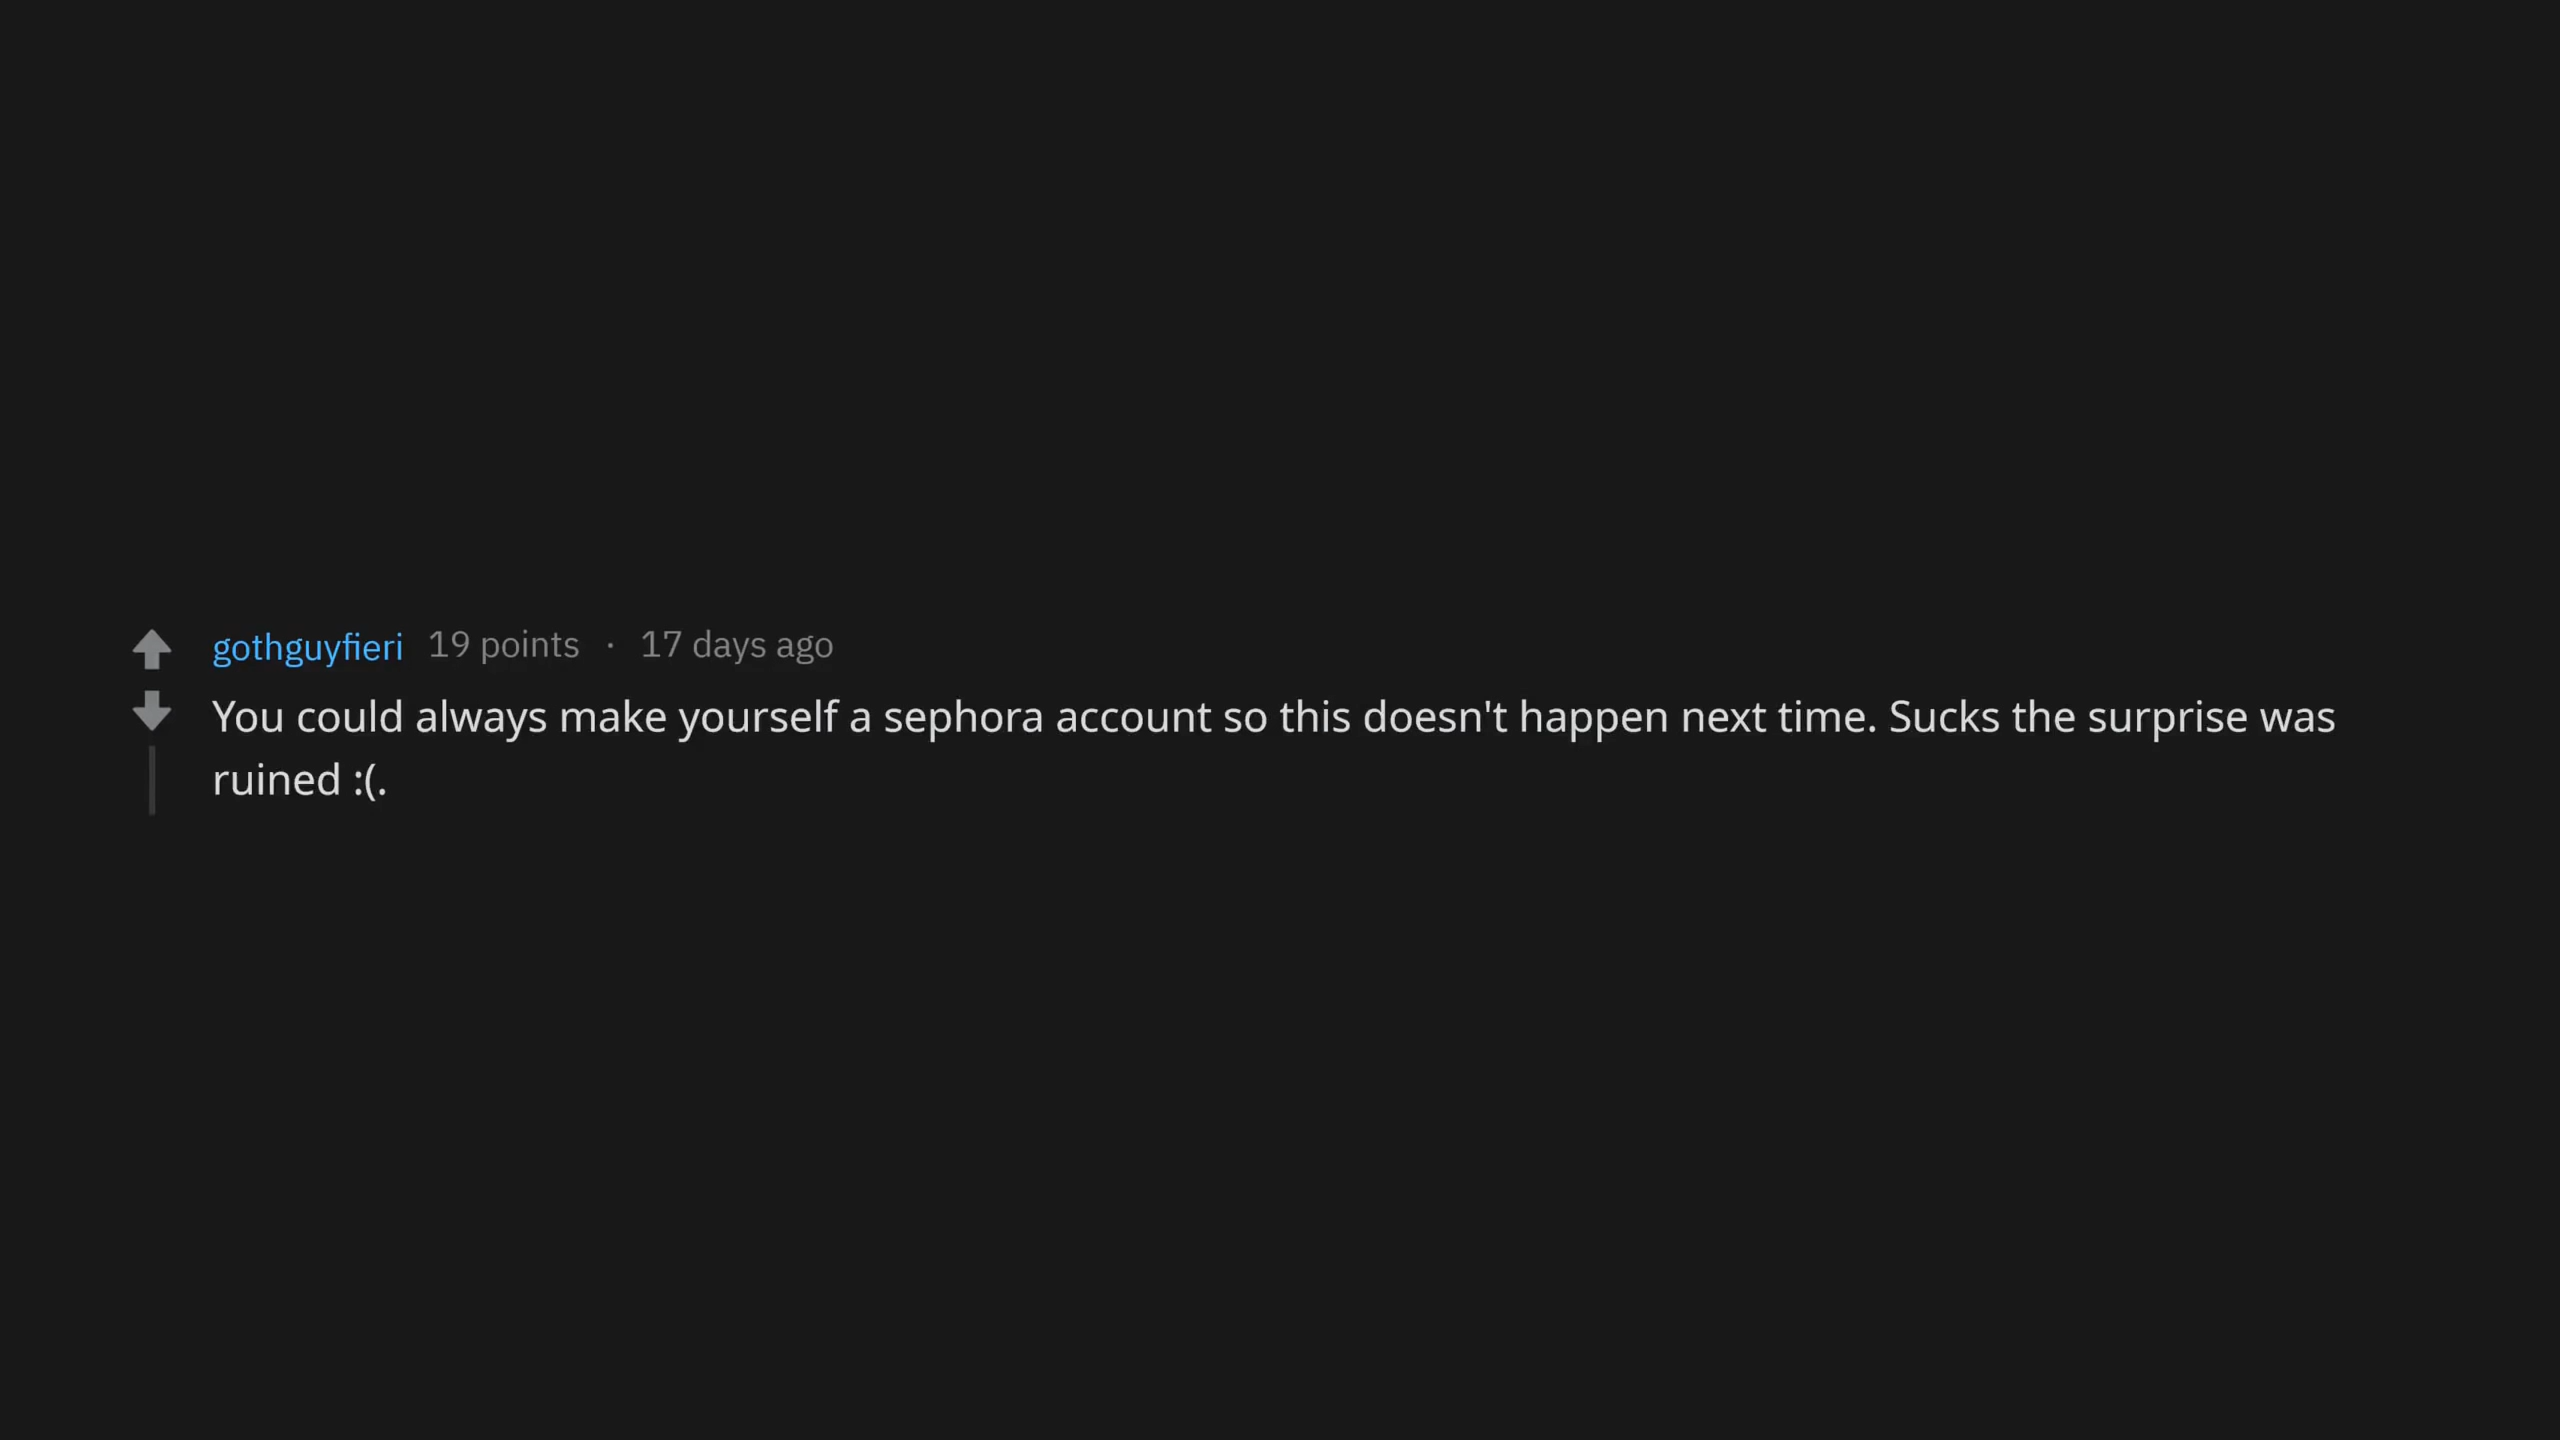 gothguyfieri 19 points · 17 days ago
You could always make yourself a sephora account so this doesn't happen next time. Sucks the surprise was
ruined :(.